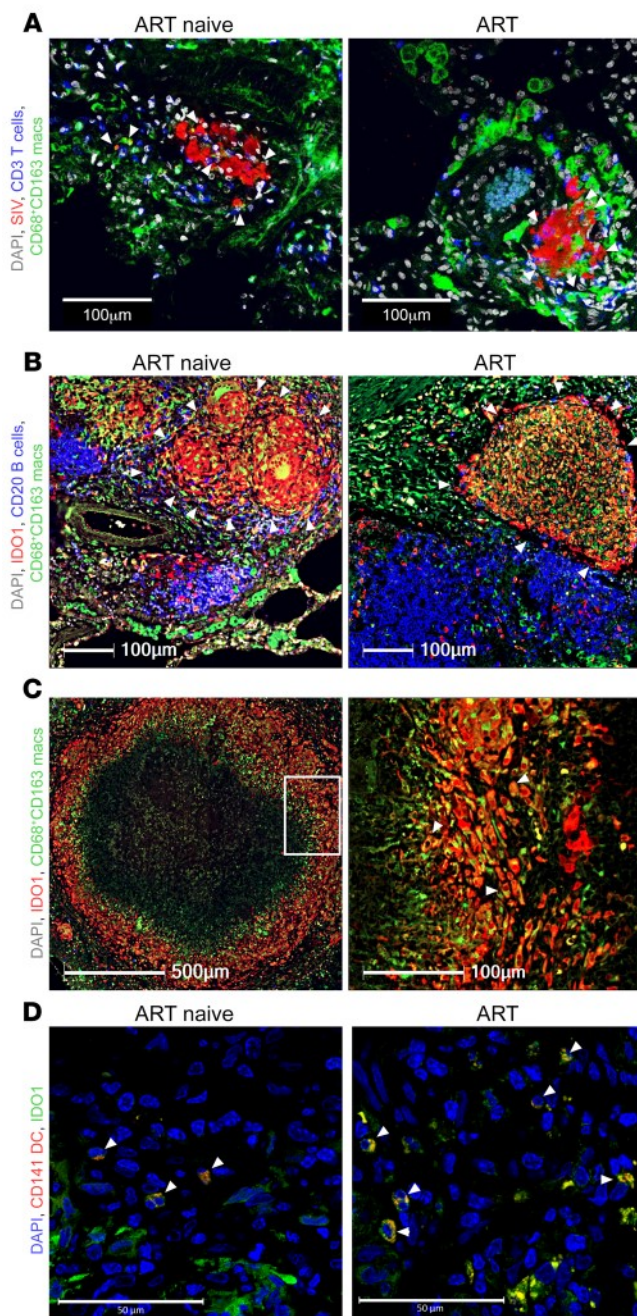 A
ART naive
ART
DAPI, SIV, CD3 T cells,
CD68⁺CD163 macs
100μm
100μm
B
ART naive
ART
DAPI, IDO1, CD20 B cells,
CD68⁺CD163 macs
100μm
100μm
C
DAPI, IDO1, CD68⁺CD163 macs
500μm
100μm
D
ART naive
ART
DAPI, CD141 DC, IDO1
50 μm
50 μm